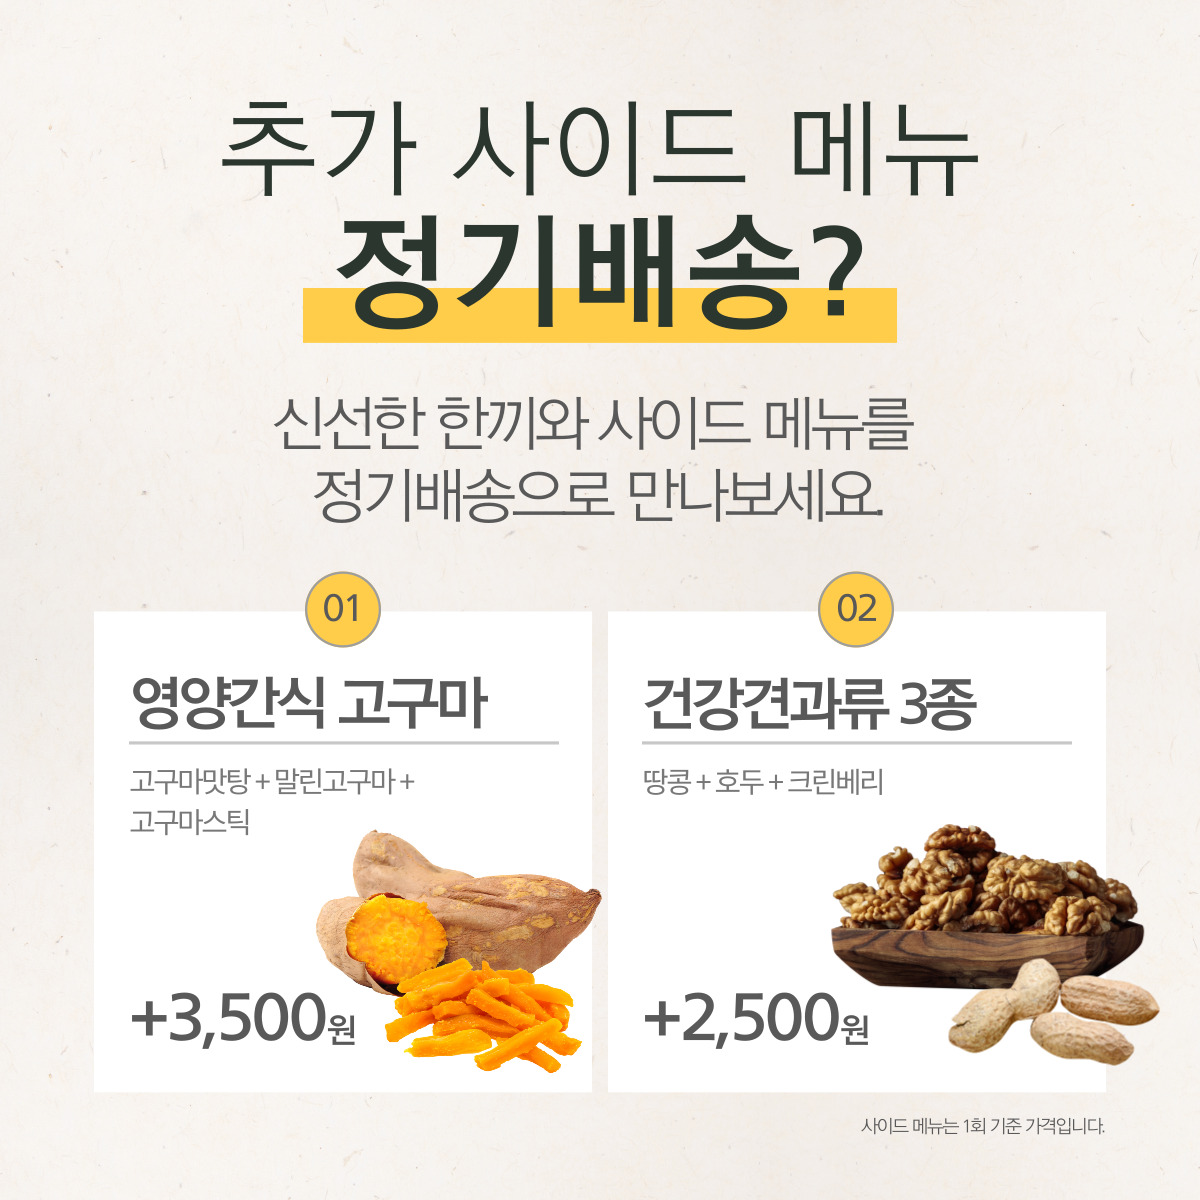 추가 사이드 메뉴
정기배송?
신선한 한끼와 사이드 메뉴를
정기배송으로 만나보세요.
01
영양간식 고구마
고구마맛탕 + 말린고구마 +
고구마스틱
+3,500원
02
건강견과류 3종
땅콩 + 호두 + 크린베리
+2,500원
사이드 메뉴는 1회 기준 가격입니다.